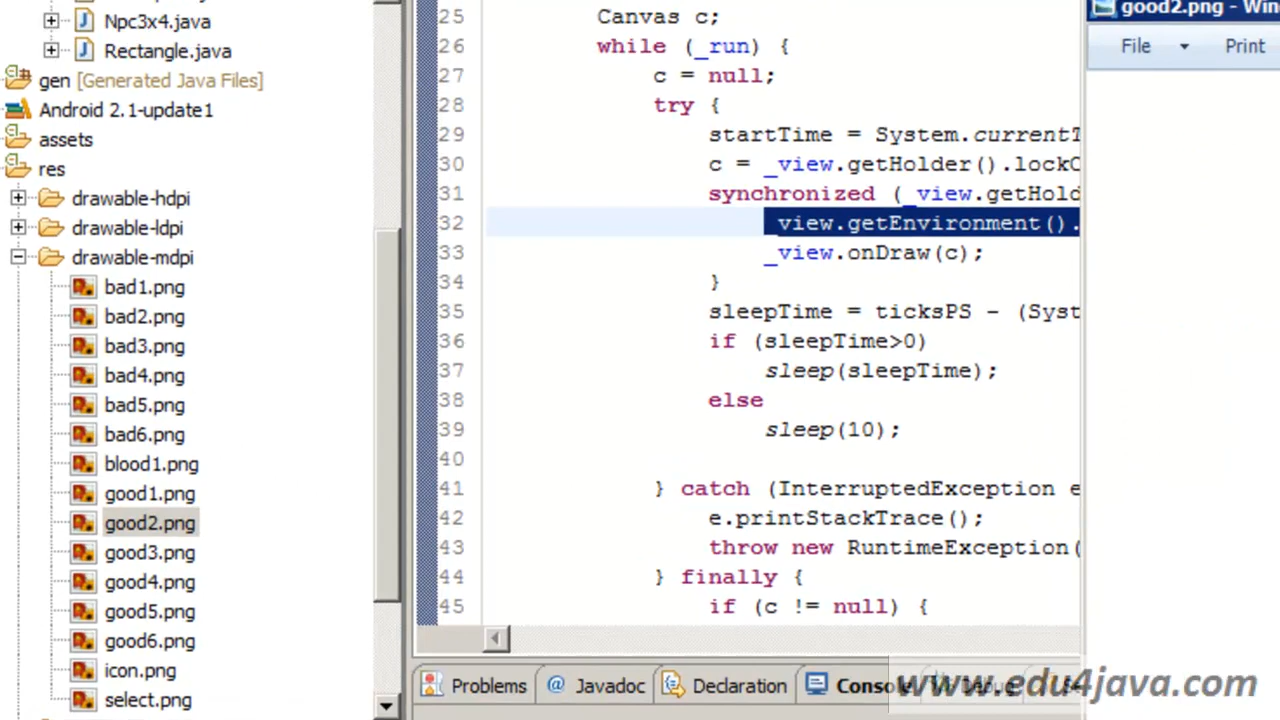 Npc3x4.java
Rectangle.java
gen [Generated Java Files]
Android 2.1-update1
assets
res
drawable-hdpi
drawable-ldpi
drawable-mdpi
bad1.png
bad2.png
bad3.png
bad4.png
bad5.png
bad6.png
blood1.png
good1.png
good2.png
good3.png
good4.png
good5.png
good6.png
icon.png
select.png
25 Canvas c;
26 while (_run) {
27 c = null;
28 try {
29 startTime = System.currentT
30 c = _view.getHolder().lockC
31 synchronized (_view.getHold
32 _view.getEnvironment().
33 _view.onDraw(c);
34 }
35 sleepTime = ticksPS - (Syst
36 if (sleepTime>0)
37 sleep(sleepTime);
38 else
39 sleep(10);
40
41 } catch (InterruptedException e
42 e.printStackTrace();
43 throw new RuntimeException(
44 } finally {
45 if (c != null) {
good2.png - Win
File Print
Problems @ Javadoc Declaration Console
www.edu4java.com